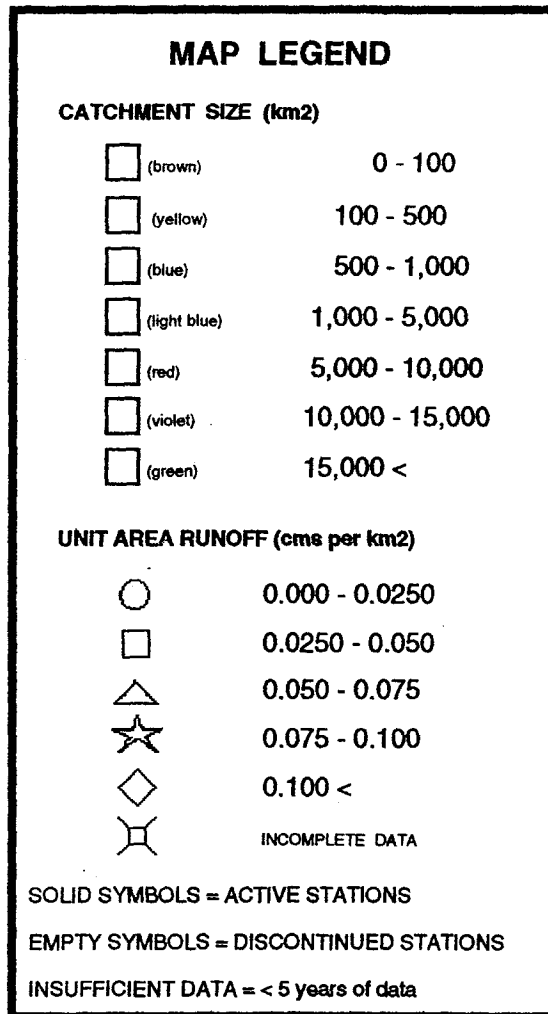 MAP LEGEND
CATCHMENT SIZE (km2)
(brown) 0 - 100
(yellow) 100 - 500
(blue) 500 - 1,000
(light blue) 1,000 - 5,000
(red) 5,000 - 10,000
(violet) 10,000 - 15,000
(green) 15,000 <
UNIT AREA RUNOFF (cms per km2)
0.000 - 0.0250
0.0250 - 0.050
0.050 - 0.075
0.075 - 0.100
0.100 <
INCOMPLETE DATA
SOLID SYMBOLS = ACTIVE STATIONS
EMPTY SYMBOLS = DISCONTINUED STATIONS
INSUFFICIENT DATA = < 5 years of data